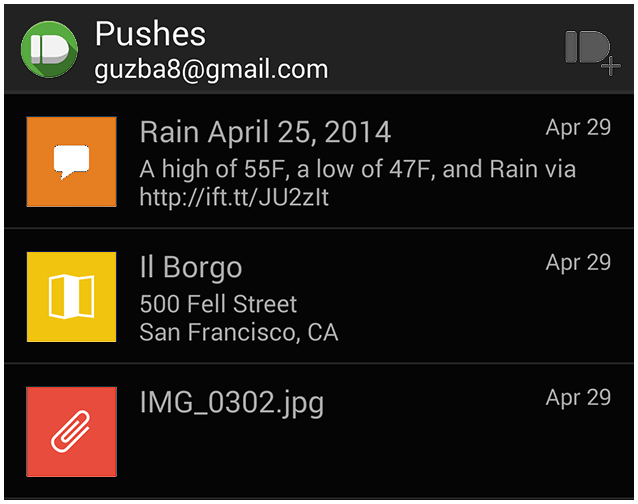 Pushes
guzba8@gmail.com
Rain April 25, 2014
Apr 29
A high of 55F, a low of 47F, and Rain via
http://ift.tt/JU2zIt
Il Borgo
Apr 29
500 Fell Street
San Francisco, CA
IMG_0302.jpg
Apr 29